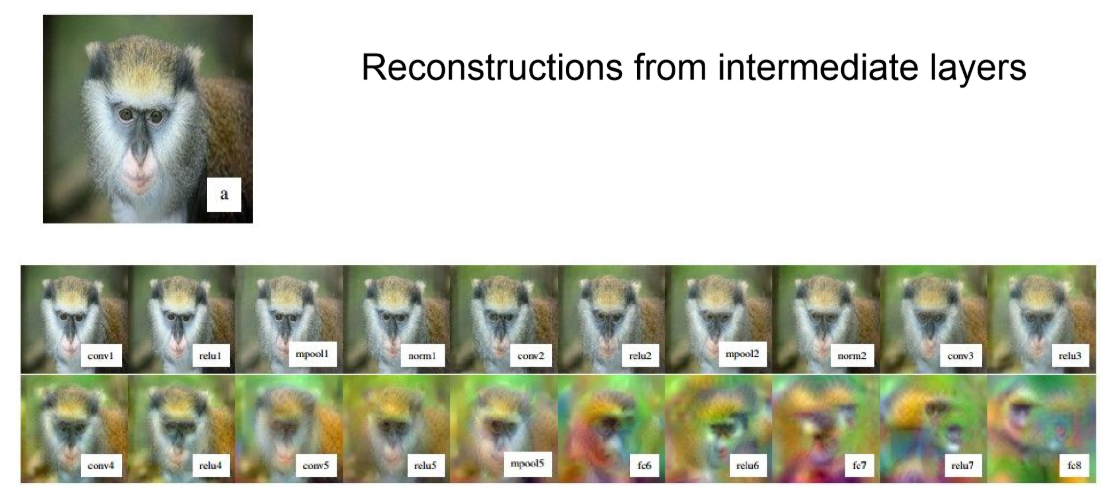 Reconstructions from intermediate layers
a
conv1 relu1 mpool1 norm1 conv2 relu2 mpool2 norm2 conv3 relu3
conv4 relu4 conv5 relu5 mpool5 fc6 relu6 fc7 relu7 fc8